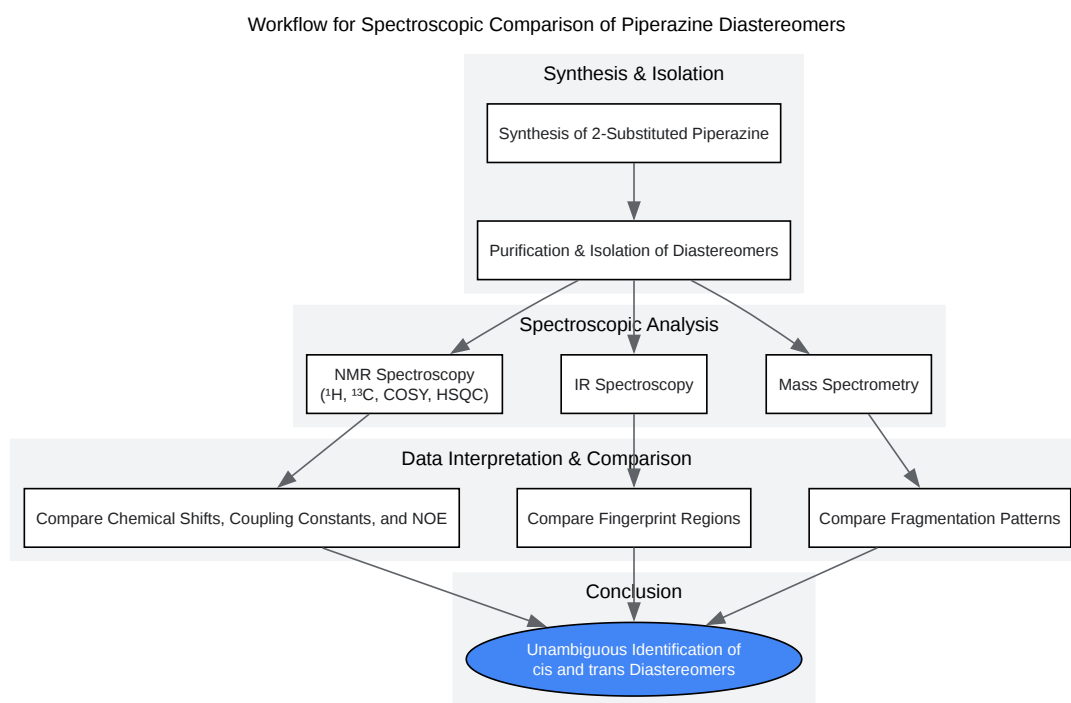 Workflow for Spectroscopic Comparison of Piperazine Diastereomers
Synthesis & Isolation
Synthesis of 2-Substituted Piperazine
Purification & Isolation of Diastereomers
Spectroscopic Analysis
NMR Spectroscopy
(¹H, ¹³C, COSY, HSQC)
IR Spectroscopy
Mass Spectrometry
Data Interpretation & Comparison
Compare Chemical Shifts, Coupling Constants, and NOE
Compare Fingerprint Regions
Compare Fragmentation Patterns
Conclusion
Unambiguous Identification of
cis and trans Diastereomers